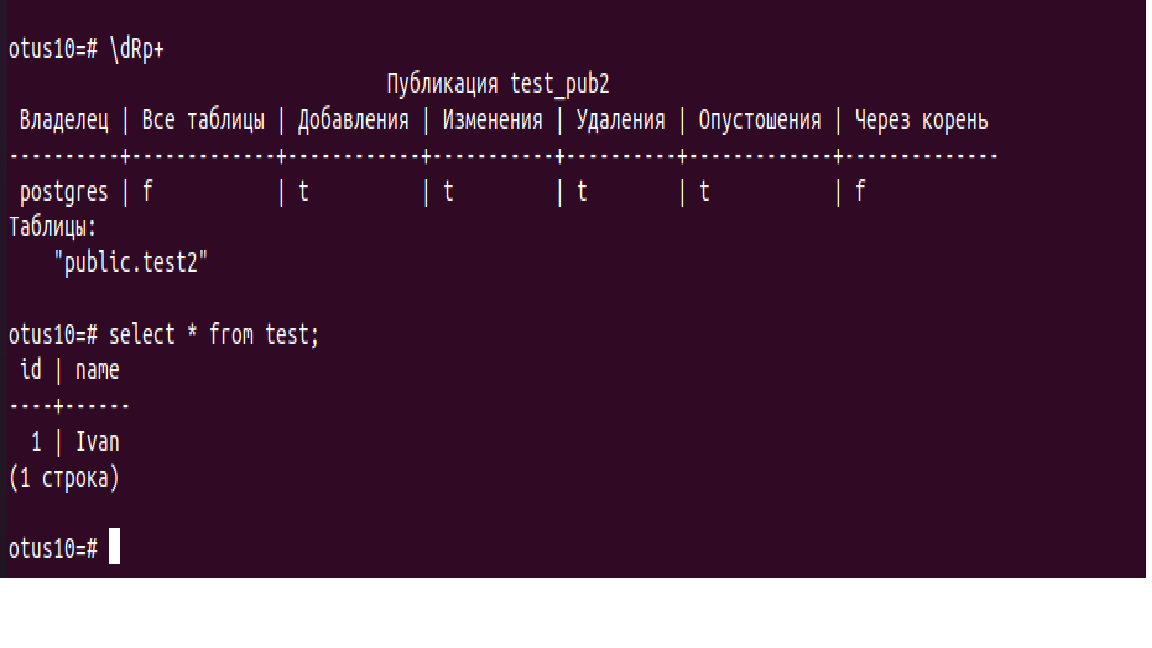 otus10=# \dRp+
Публикация test_pub2
Владелец | Все таблицы | Добавления | Изменения | Удаления | Опустошения | Через корень
----------+-------------+------------+-----------+----------+-------------+--------------
postgres | f | t | t | t | t | f
Таблицы:
"public.test2"
otus10=# select * from test;
id | name
----+------
1 | Ivan
(1 строка)
otus10=#